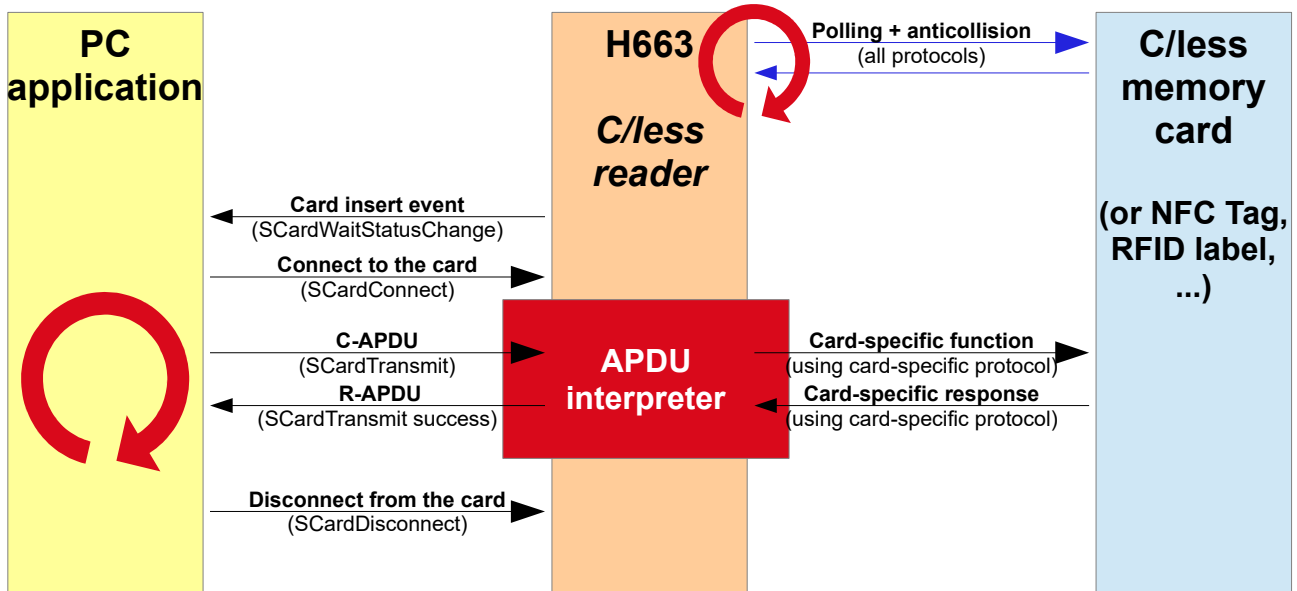 PC
application
H663
C/less
reader
Polling + anticollision
(all protocols)
C/less
memory
card
(or NFC Tag,
RFID label,
...)
Card insert event
(SCardWaitStatusChange)
Connect to the card
(SCardConnect)
C-APDU
(SCardTransmit)
R-APDU
(SCardTransmit success)
APDU
interpreter
Card-specific function
(using card-specific protocol)
Card-specific response
(using card-specific protocol)
Disconnect from the card
(SCardDisconnect)